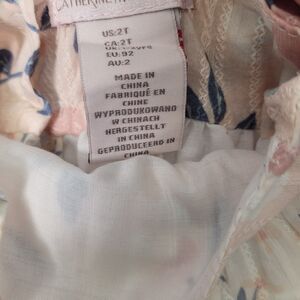 CATHERINE
US:2T
CA:2T
EU:92
AU:2
MADE IN
CHINA
FABRIQUÉ EN
CHINE
WYPRODUKOWANO
W CHINACH
HERGESTELLT
IN CHINA
GEPRODUCEERD IN
CHINA